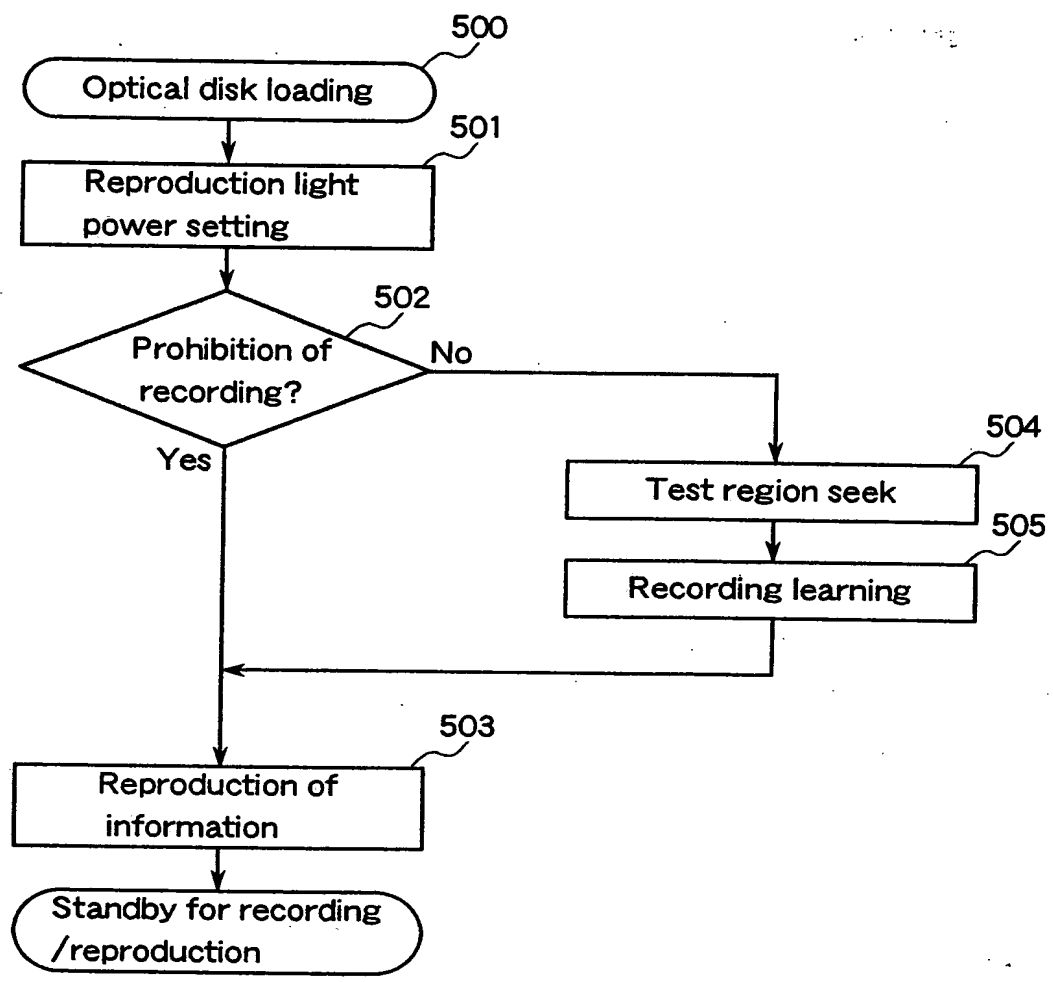 500
Optical disk loading
501
Reproduction light
power setting
502
Prohibition of
recording?
No
Yes
504
Test region seek
505
Recording learning
503
Reproduction of
information
Standby for recording
/reproduction